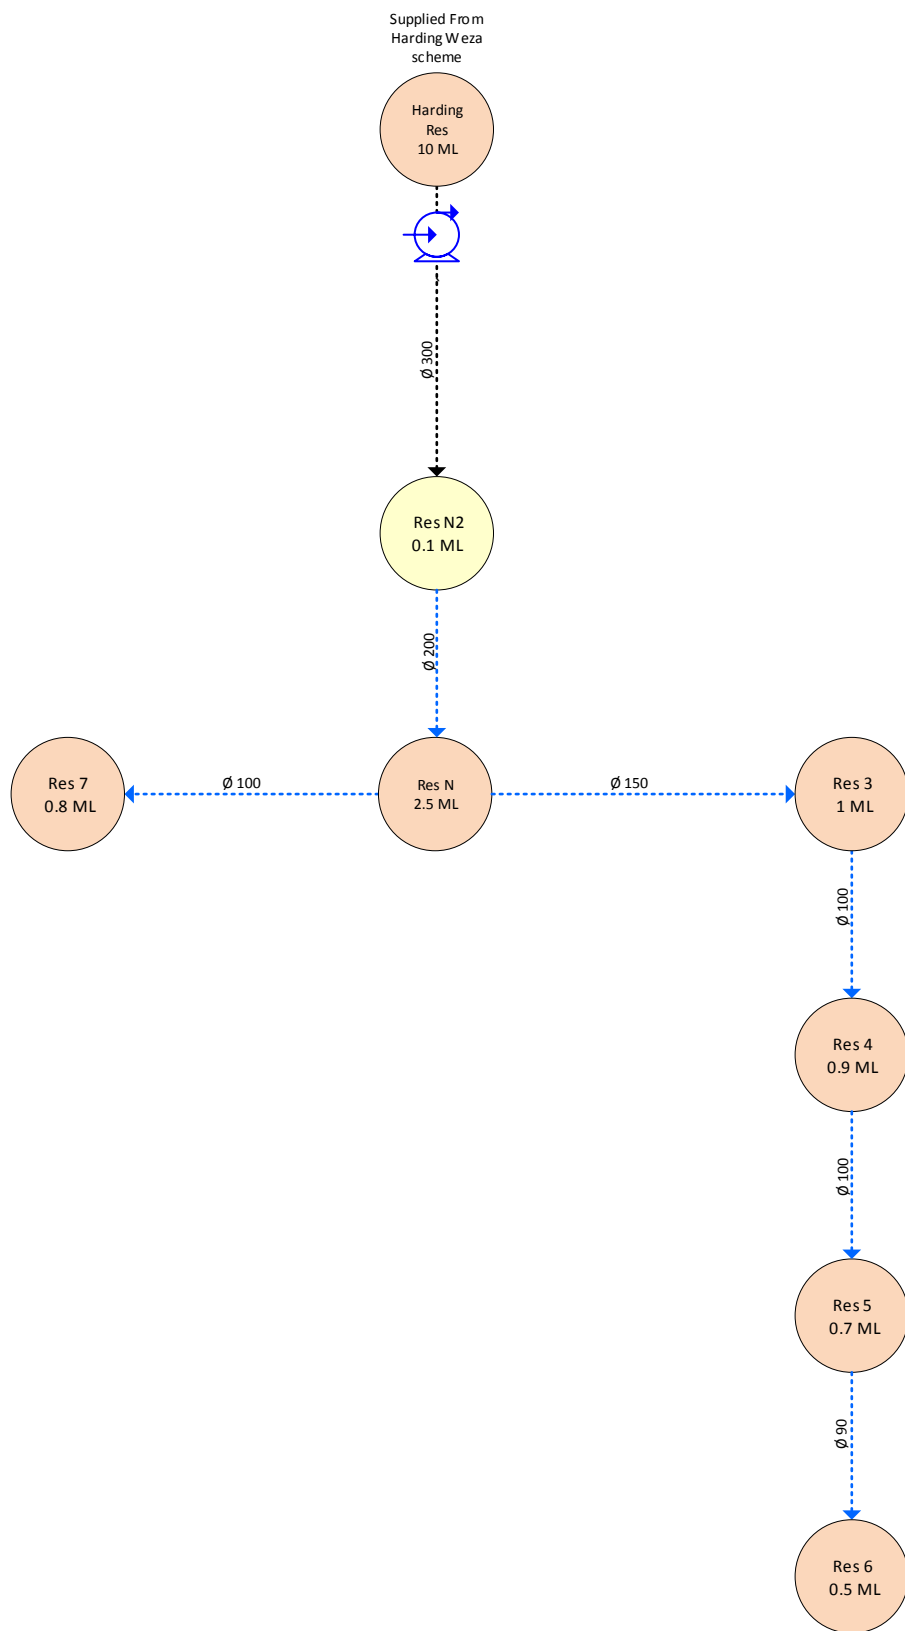 Supplied From
Harding Weza
scheme
Harding
Res
10 ML
Ø 300
Res N2
0.1 ML
Ø 200
Res 7
0.8 ML
Ø 100
Res N
2.5 ML
Ø 150
Res 3
1 ML
Ø 100
Res 4
0.9 ML
Ø 100
Res 5
0.7 ML
Ø 90
Res 6
0.5 ML